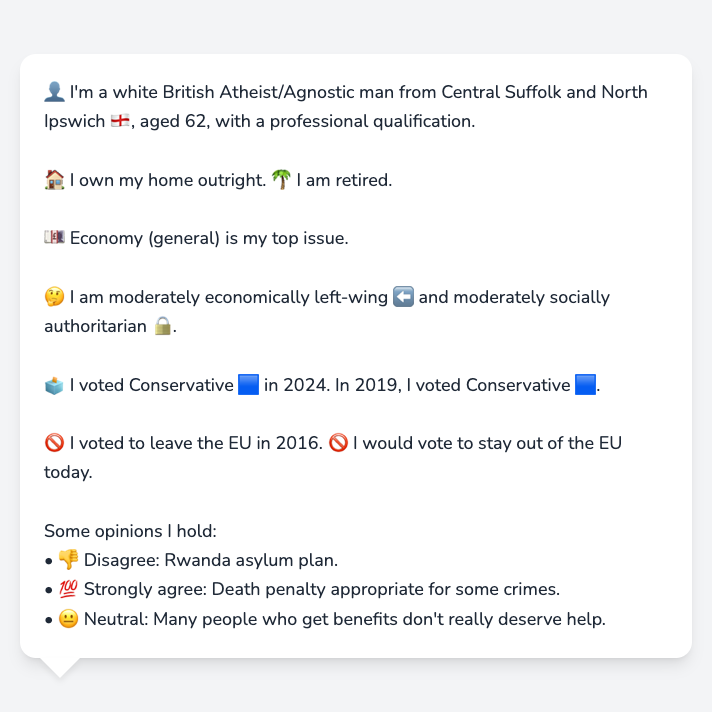 👤 I'm a white British Atheist/Agnostic man from Central Suffolk and North
Ipswich 🏴󠁧󠁢󠁥󠁮󠁧󠁿, aged 62, with a professional qualification.
🏠 I own my home outright. 🌴 I am retired.
💷 Economy (general) is my top issue.
🤔 I am moderately economically left-wing ⬅️ and moderately socially
authoritarian 🔒.
🗳️ I voted Conservative 🟦 in 2024. In 2019, I voted Conservative 🟦.
🚫 I voted to leave the EU in 2016. 🚫 I would vote to stay out of the EU
today.
Some opinions I hold:
• 👎 Disagree: Rwanda asylum plan.
• 💯 Strongly agree: Death penalty appropriate for some crimes.
• 😐 Neutral: Many people who get benefits don't really deserve help.